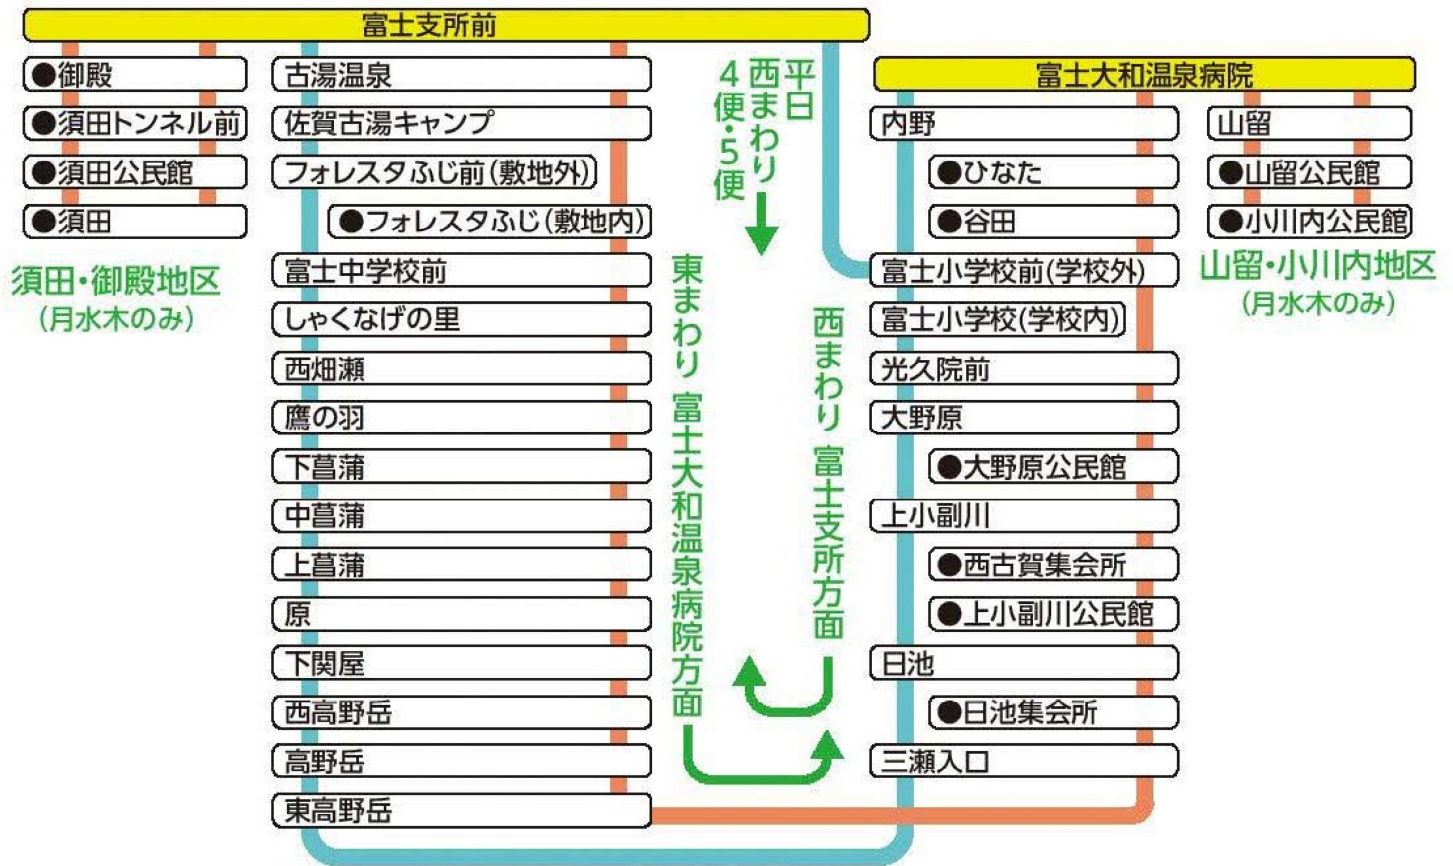 富士支所前
●御殿
●須田トンネル前
●須田公民館
●須田
須田・御殿地区
(月水木のみ)
古湯温泉
佐賀古湯キャンプ
フォレスタふじ前(敷地外)
●フォレスタふじ(敷地内)
富士中学校前
しゃくなげの里
西畑瀬
鷹の羽
下菖蒲
中菖蒲
上菖蒲
原
下関屋
西高野岳
高野岳
東高野岳
東まわり 富士大和温泉病院方面
平日
西まわり
4便・5便
西まわり 富士支所方面
富士大和温泉病院
内野
●ひなた
●谷田
富士小学校前(学校外)
富士小学校(学校内)
光久院前
大野原
●大野原公民館
上小副川
●西古賀集会所
●上小副川公民館
日池
●日池集会所
三瀬入口
山留
●山留公民館
●小川内公民館
山留・小川内地区
(月水木のみ)